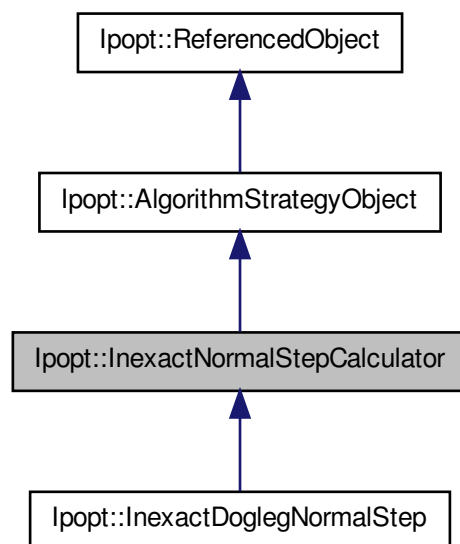 Ipopt::ReferencedObject
Ipopt::AlgorithmStrategyObject
Ipopt::InexactNormalStepCalculator
Ipopt::InexactDoglegNormalStep